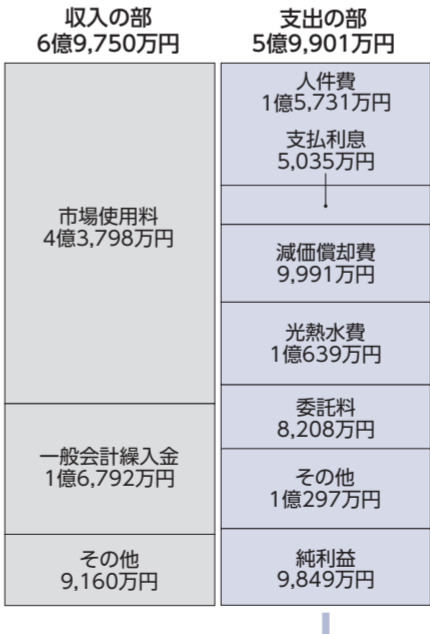 収入の部
6億9,750万円
市場使用料
4億3,798万円
一般会計繰入金
1億6,792万円
その他
9,160万円
支出の部
5億9,901万円
人件費
1億5,731万円
支払利息
5,035万円
減価償却費
9,991万円
光熱水費
1億639万円
委託料
8,208万円
その他
1億297万円
純利益
9,849万円